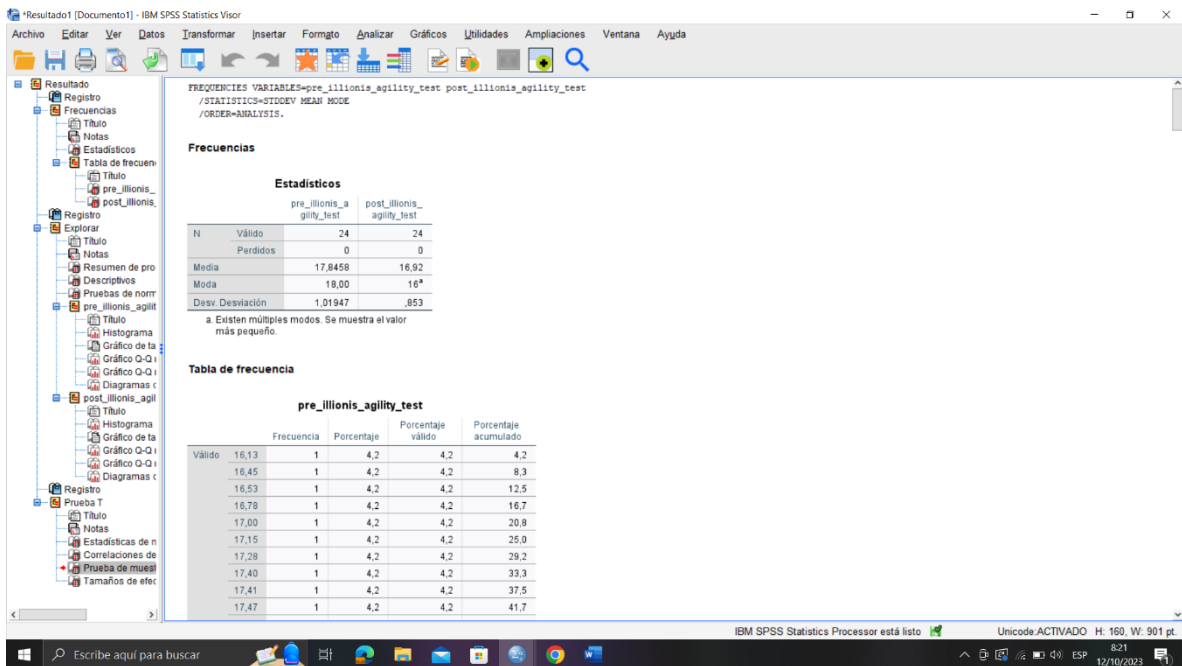 *Resultado1 [Documento1] - IBM SPSS Statistics Visor
Archivo Editar Ver Datos Transformar Insertar Formato Analizar Gráficos Utilidades Ampliaciones Ventana Ayuda
Resultado
Registro
Frecuencias
Título
Notas
Estadísticos
Tabla de frecuen
Título
pre_illionis_
post_illionis_
Registro
Explorar
Título
Notas
Resumen de pro
Descriptivos
Pruebas de norm
pre_illionis_agilit
Título
Histograma
Gráfico de ta
Gráfico Q-Q
Gráfico Q-Q
Diagramas c
post_illionis_agil
Título
Histograma
Gráfico de ta
Gráfico Q-Q
Gráfico Q-Q
Diagramas c
Registro
Prueba T
Título
Notas
Estadísticas de
Correlaciones de
Prueba de muest
Tamaños de efec
FREQUENCIES VARIABLES=pre_illionis_agility_test post_illionis_agility_test
/STATISTICS=STDDEV MEAN MODE
/ORDER=ANALYSIS.
Frecuencias
Estadísticos
pre_illionis_a post_illionis_
gility_test agility_test
N Válido 24 24
Perdidos 0 0
Media 17,8458 16,92
Moda 18,00 16a
Desv. Desviación 1,01947 ,853
a. Existen múltiples modos. Se muestra el valor
más pequeño.
Tabla de frecuencia
pre_illionis_agility_test
Porcentaje Porcentaje
Frecuencia Porcentaje válido acumulado
Válido 16,13 1 4,2 4,2 4,2
16,45 1 4,2 4,2 8,3
16,53 1 4,2 4,2 12,5
16,78 1 4,2 4,2 16,7
17,00 1 4,2 4,2 20,8
17,15 1 4,2 4,2 25,0
17,28 1 4,2 4,2 29,2
17,40 1 4,2 4,2 33,3
17,41 1 4,2 4,2 37,5
17,47 1 4,2 4,2 41,7
IBM SPSS Statistics Processor está listo Unicode:ACTIVADO H: 160, W: 901 pt.
Escribe aquí para buscar
ESP
8:21
12/10/2023